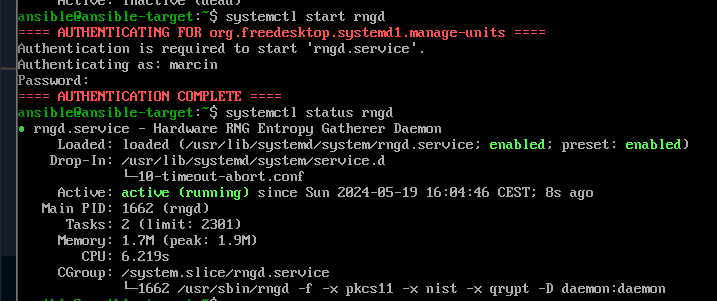 Active: inactive (dead)
ansible@ansible-target:~$ systemctl start rngd
==== AUTHENTICATING FOR org.freedesktop.systemd1.manage-units ====
Authentication is required to start 'rngd.service'.
Authenticating as: marcin
Password:
==== AUTHENTICATION COMPLETE ====
ansible@ansible-target:~$ systemctl status rngd
● rngd.service - Hardware RNG Entropy Gatherer Daemon
Loaded: loaded (/usr/lib/systemd/system/rngd.service; enabled; preset: enabled)
Drop-In: /usr/lib/systemd/system/service.d
└─10-timeout-abort.conf
Active: active (running) since Sun 2024-05-19 16:04:46 CEST; 8s ago
Main PID: 1662 (rngd)
Tasks: 2 (limit: 2301)
Memory: 1.7M (peak: 1.9M)
CPU: 6.219s
CGroup: /system.slice/rngd.service
└─1662 /usr/sbin/rngd -f -x pkcs11 -x nist -x qrypt -D daemon:daemon
ansible@ansible-target:~$